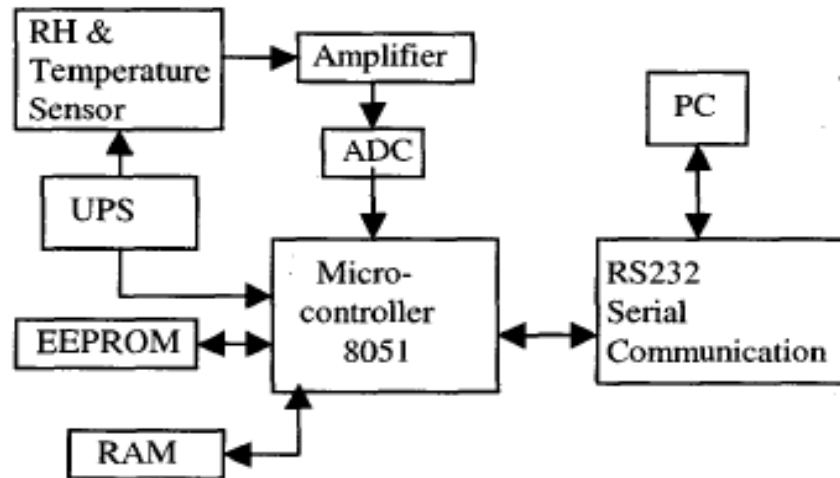 RH &
Temperature
Sensor
Amplifier
ADC
PC
UPS
Micro-
controller
8051
RS232
Serial
Communication
EEPROM
RAM